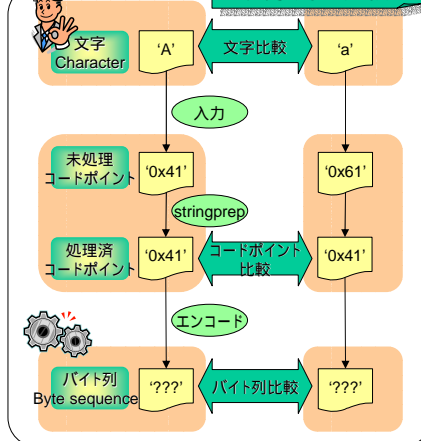 文字
Character
‘A’
文字比較
‘a’
入力
未処理
コードポイント
‘0x41’
‘0x61’
stringprep
処理済
コードポイント
‘0x41’
コードポイント
比較
‘0x41’
エンコード
バイト列
Byte sequence
‘???’
バイト列比較
‘???’